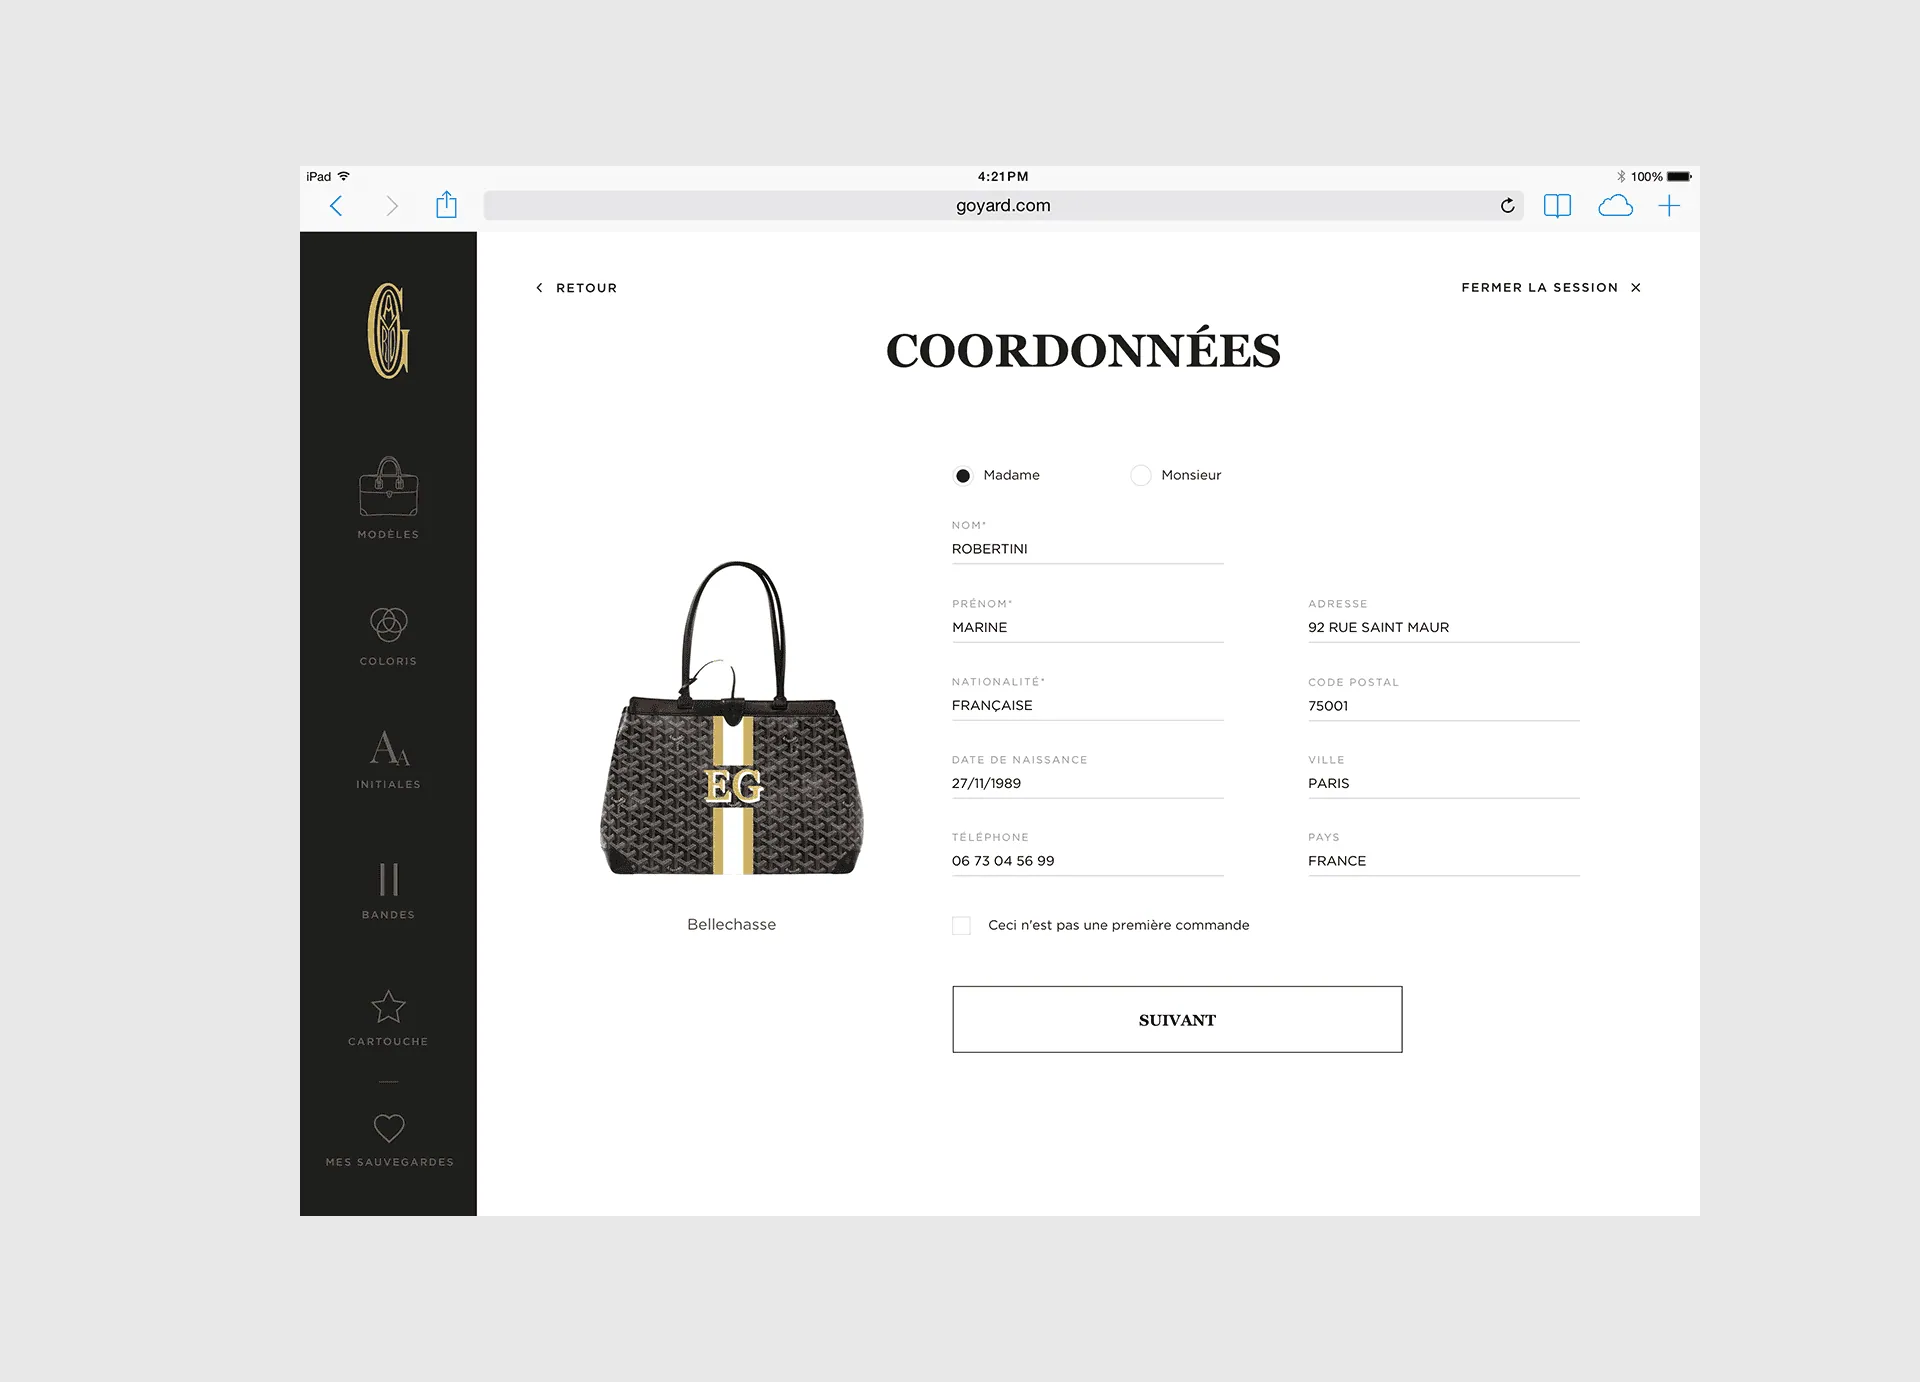 iPad 4:21PM 100%
goyard.com
RETOUR
FERMER LA SESSION
COORDONNÉES
MODÈLES
COLORIS
INITIALES
BANDES
CARTOUCHE
MES SAUVEGARDES
EG
Bellechasse
Madame Monsieur
NOM*
ROBERTINI
PRÉNOM*
MARINE
NATIONALITÉ*
FRANÇAISE
DATE DE NAISSANCE
27/11/1989
TÉLÉPHONE
06 73 04 56 99
ADRESSE
92 RUE SAINT MAUR
CODE POSTAL
75001
VILLE
PARIS
PAYS
FRANCE
Ceci n'est pas une première commande
SUIVANT